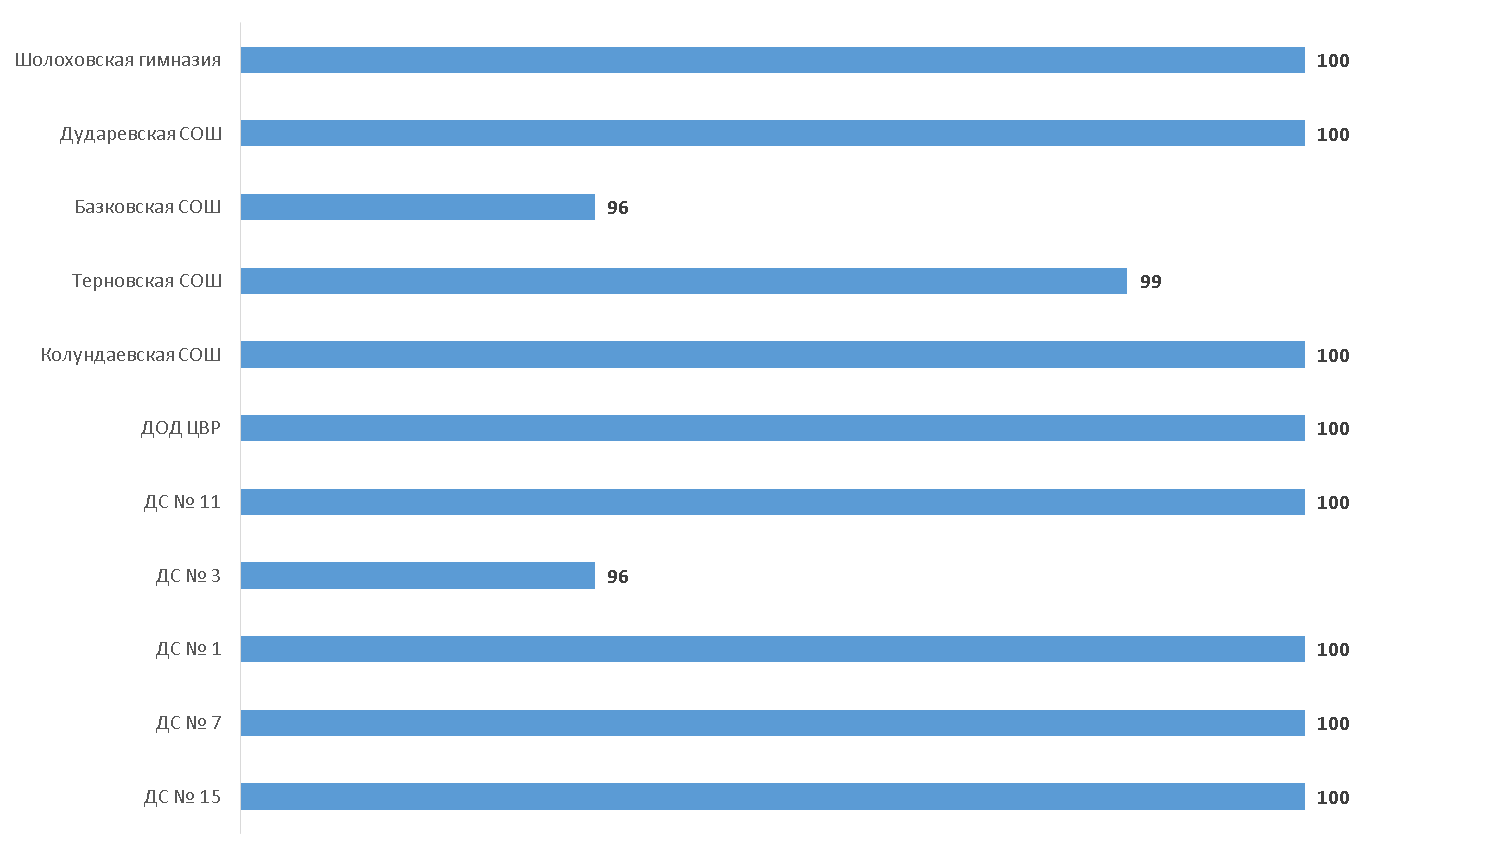 Шолоховская гимназия 100
Дударевская СОШ 100
Базковская СОШ 96
Терновская СОШ 99
Колундаевская СОШ 100
ДОД ЦВР 100
ДС № 11 100
ДС № 3 96
ДС № 1 100
ДС № 7 100
ДС № 15 100